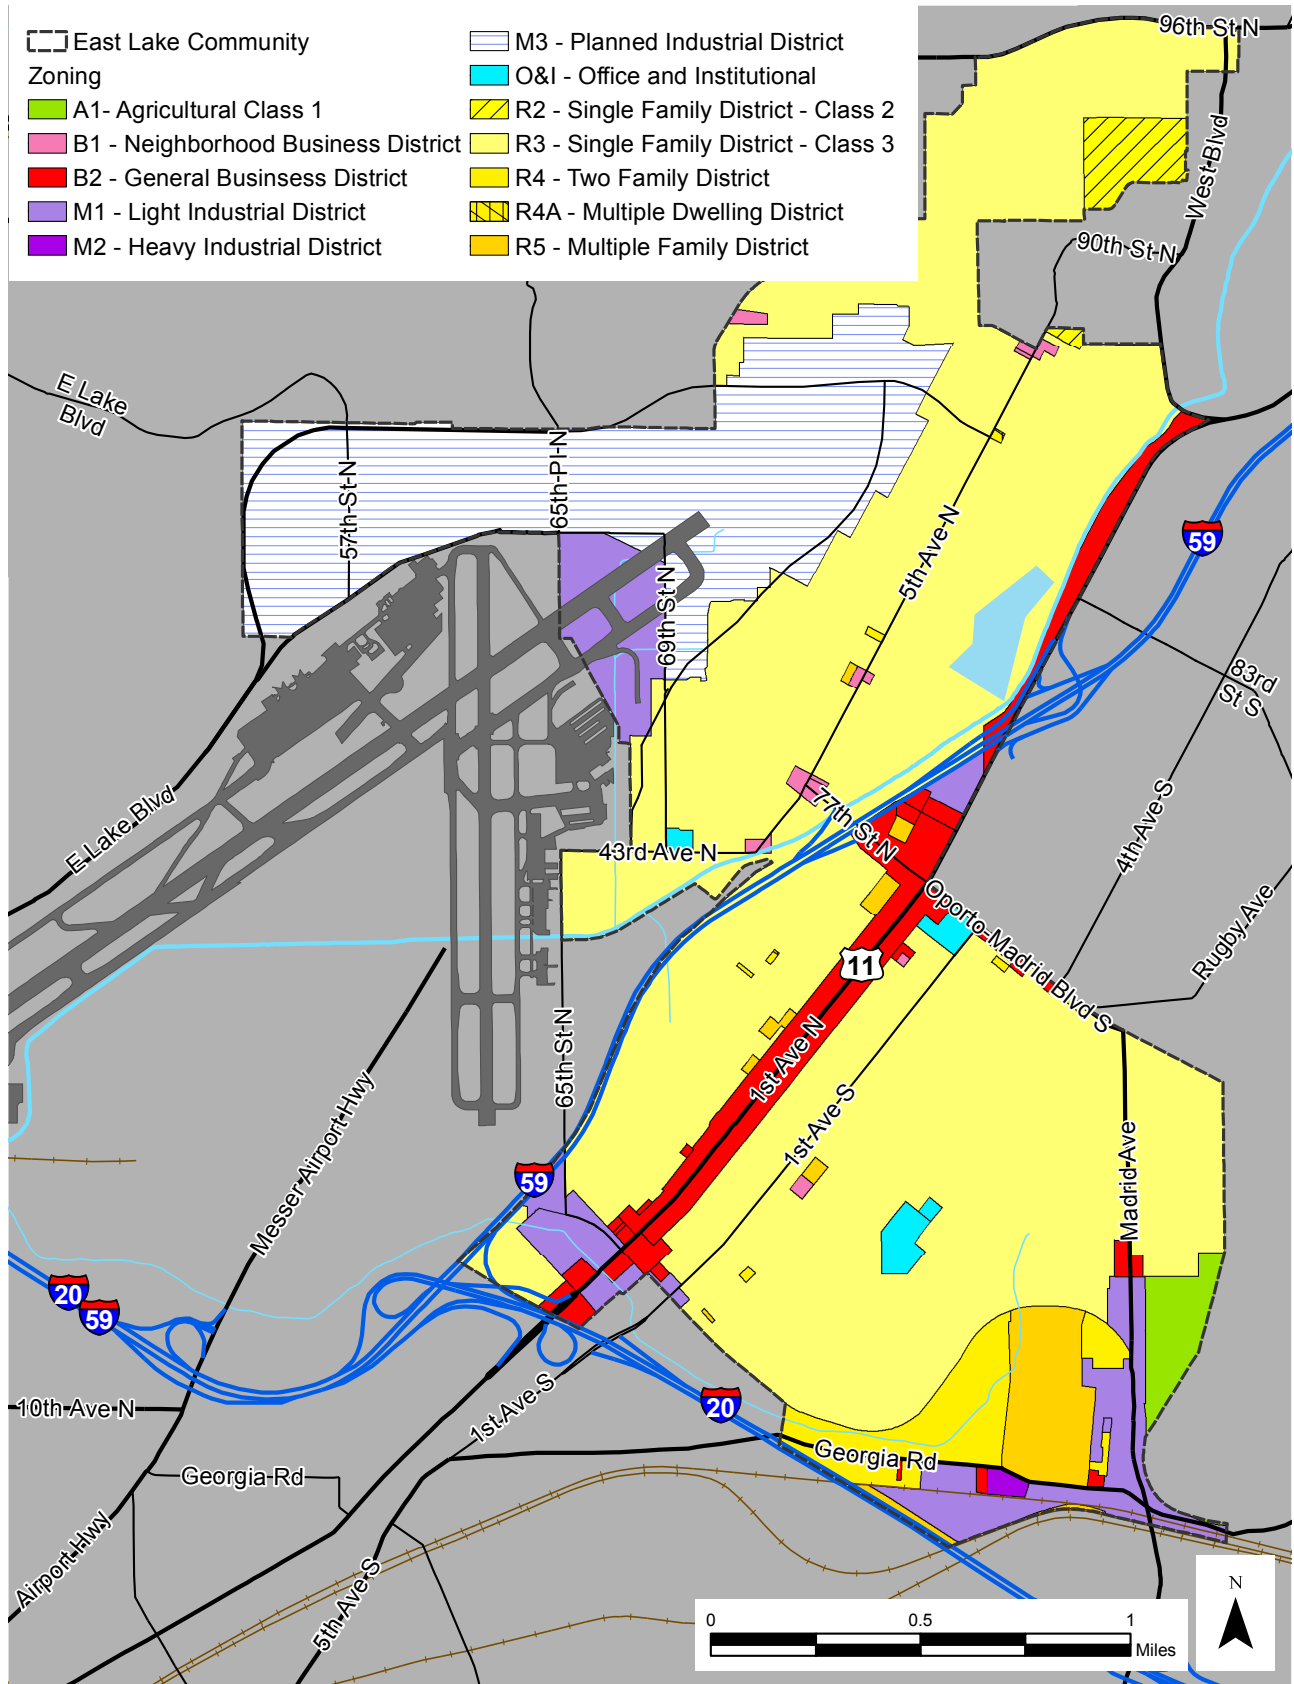 East Lake Community
Zoning
A1- Agricultural Class 1
B1 - Neighborhood Business District
B2 - General Businsess District
M1 - Light Industrial District
M2 - Heavy Industrial District
M3 - Planned Industrial District
O&I - Office and Institutional
R2 - Single Family District - Class 2
R3 - Single Family District - Class 3
R4 - Two Family District
R4A - Multiple Dwelling District
R5 - Multiple Family District
96th St N
West Blvd
90th St N
E Lake
Blvd
57th St N
65th Pl N
59
5th Ave N
69th St N
83rd
St S
E Lake Blvd
77th St N
4th Ave S
43rd Ave N
Oporto-Madrid Blvd S
Rugby Ave
11
1st Ave N
65th St N
1st Ave S
Messer Airport Hwy
Madrid Ave
59
20
59
10th Ave N
1st Ave S
20
Georgia Rd
Georgia Rd
Airport Hwy
5th Ave S
N
0
0.5
1
Miles